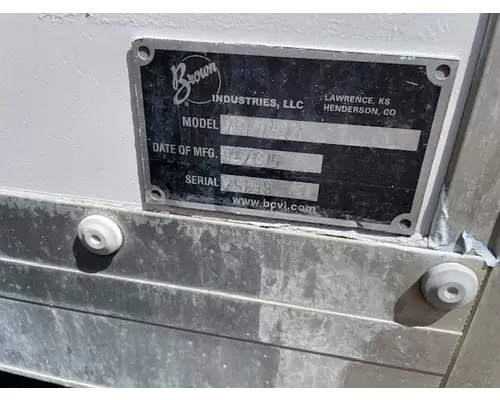 Brown
INDUSTRIES, LLC
LAWRENCE, KS
HENDERSON, CO
MODEL
DATE OF MFG.
SERIAL
www.bcvi.com